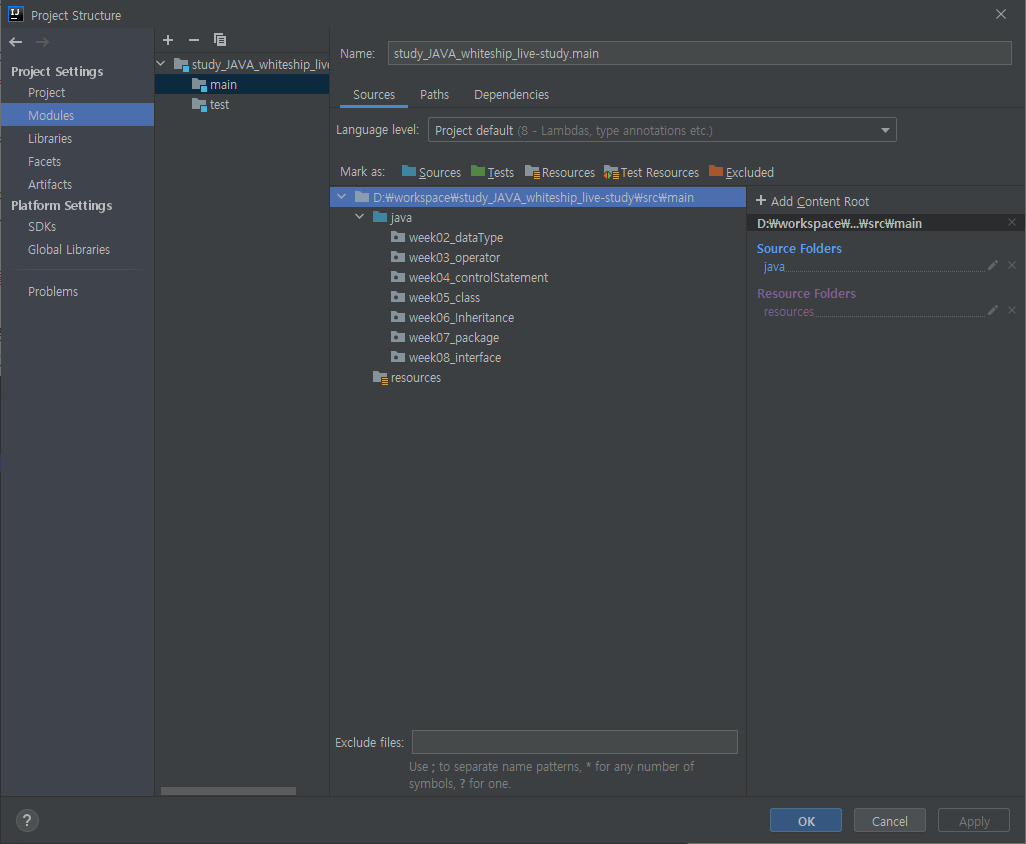 Project Structure
Project Settings
Project
Modules
Libraries
Facets
Artifacts
Platform Settings
SDKs
Global Libraries
Problems
study_JAVA_whiteship_live
main
test
Name: study_JAVA_whiteship_live-study.main
Sources Paths Dependencies
Language level: Project default (8 - Lambdas, type annotations etc.)
Mark as: Sources Tests Resources Test Resources Excluded
D:₩workspace₩study_JAVA_whiteship_live-study₩src₩main
java
week02_dataType
week03_operator
week04_controlStatement
week05_class
week06_Inheritance
week07_package
week08_interface
resources
+ Add Content Root
D:₩workspace₩...₩src₩main
Source Folders
java
Resource Folders
resources
Exclude files:
Use ; to separate name patterns, * for any number of
symbols, ? for one.
? OK Cancel Apply